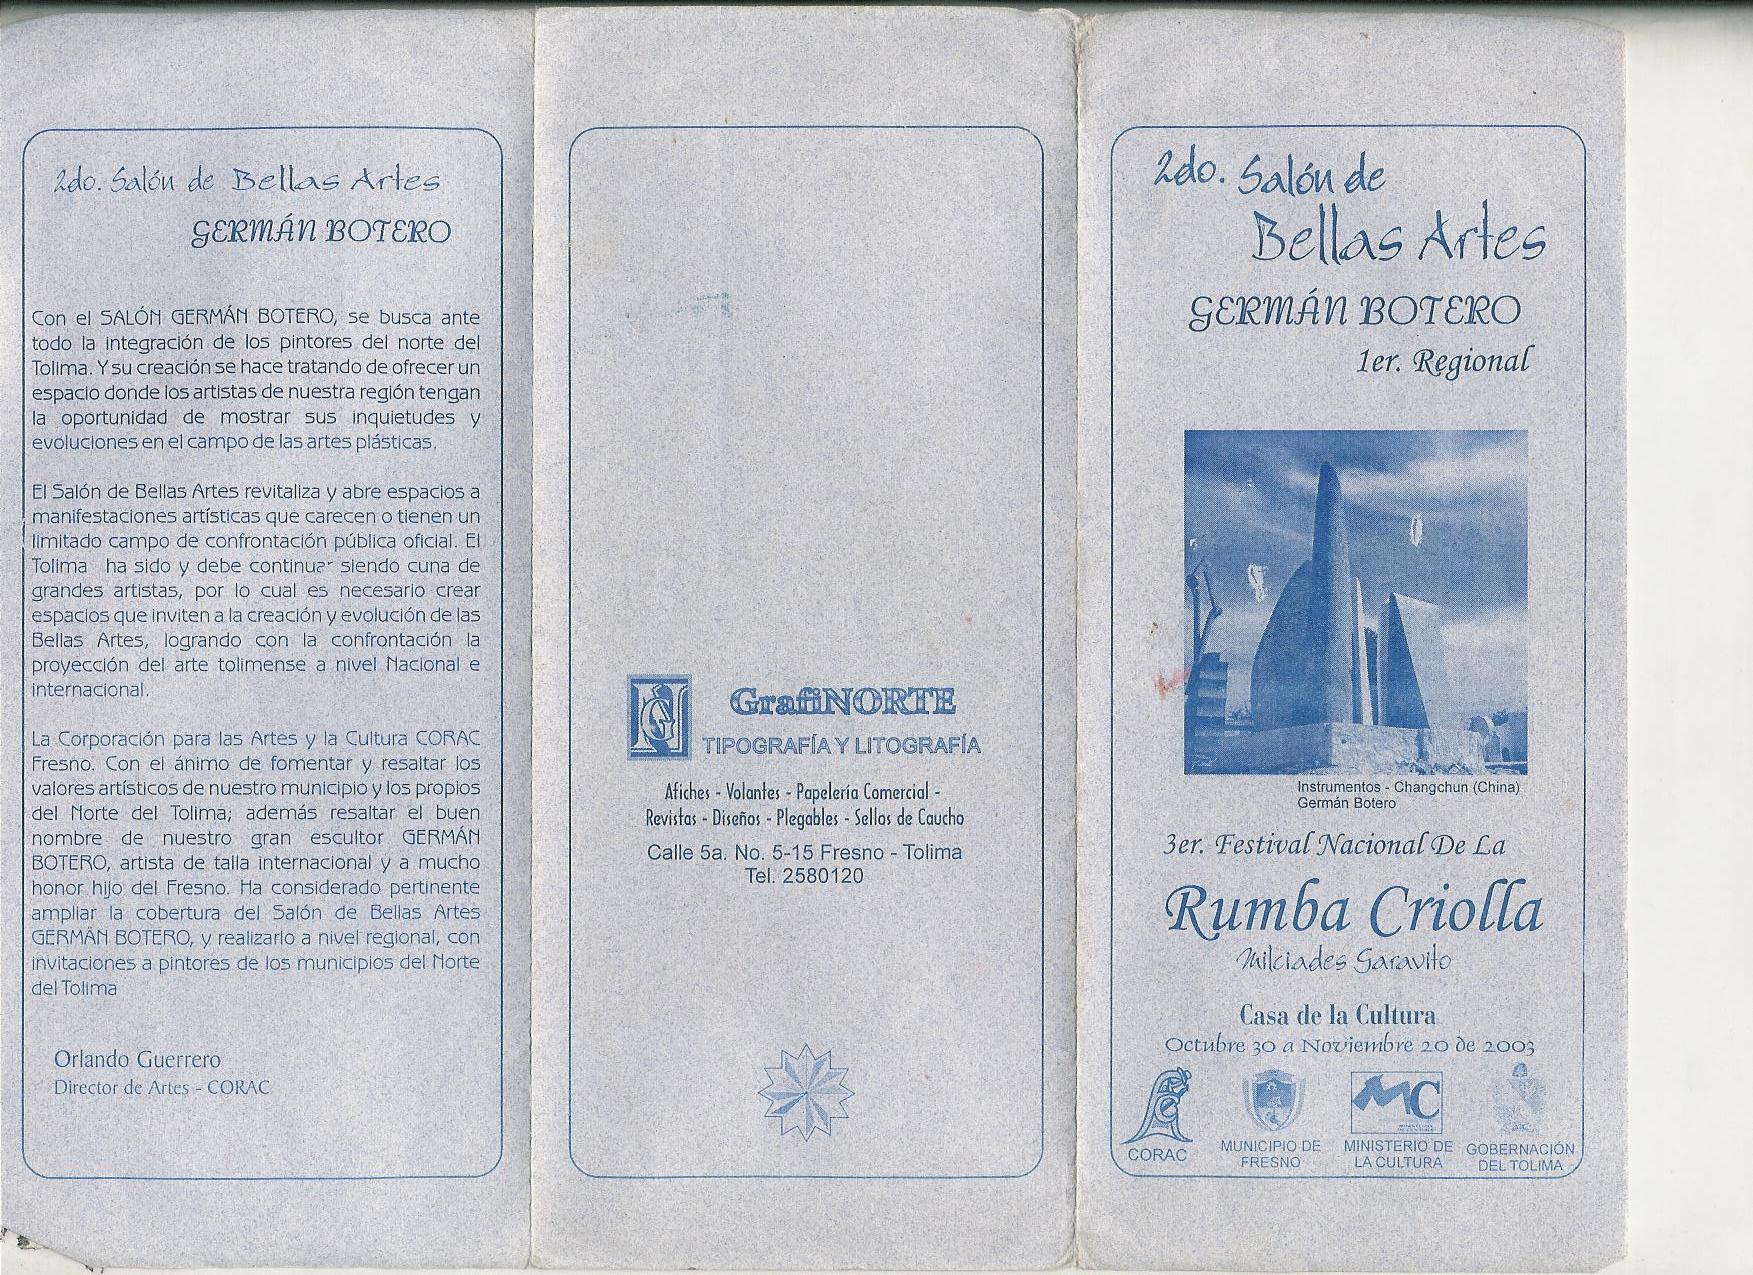 2do. Salón de Bellas Artes
GERMÁN BOTERO
Con el SALÓN GERMÁN BOTERO, se busca ante
todo la integración de los pintores del norte del
Tolima. Y su creación se hace tratando de ofrecer un
espacio donde los artistas de nuestra región tengan
la oportunidad de mostrar sus inquietudes y
evoluciones en el campo de las artes plásticas.
El Salón de Bellas Artes revitaliza y abre espacios a
manifestaciones artísticas que carecen o tienen un
limitado campo de confrontación pública oficial. El
Tolima ha sido y debe continuar siendo cuna de
grandes artistas, por lo cual es necesario crear
espacios que inviten a la creación y evolución de las
Bellas Artes, logrando con la confrontación la
proyección del arte tolimense a nivel Nacional e
internacional.
La Corporación para las Artes y la Cultura CORAC
Fresno. Con el ánimo de fomentar y resaltar los
valores artísticos de nuestro municipio y los propios
del Norte del Tolima; además resaltar el buen
nombre de nuestro gran escultor GERMÁN
BOTERO, artista de talla internacional y a mucho
honor hijo del Fresno. Ha considerado pertinente
ampliar la cobertura del Salón de Bellas Artes
GERMÁN BOTERO, y realizarlo a nivel regional, con
invitaciones a pintores de los municipios del Norte
del Tolima
Orlando Guerrero
Director de Artes - CORAC
GrafiNORTE
TIPOGRAFÍA Y LITOGRAFÍA
Afiches - Volantes - Papelería Comercial -
Revistas - Diseños - Plegables - Sellos de Caucho
Calle 5a. No. 5-15 Fresno - Tolima
Tel. 2580120
2do. Salón de
Bellas Artes
GERMÁN BOTERO
1er. Regional
Instrumentos - Changchun (China)
Germán Botero
3er. Festival Nacional De La
Rumba Criolla
Milciades Garavito
Casa de la Cultura
Octubre 30 a Noviembre 20 de 2003
MC
CORAC
MUNICIPIO DE
FRESNO
MINISTERIO DE
LA CULTURA
GOBERNACIÓN
DEL TOLIMA